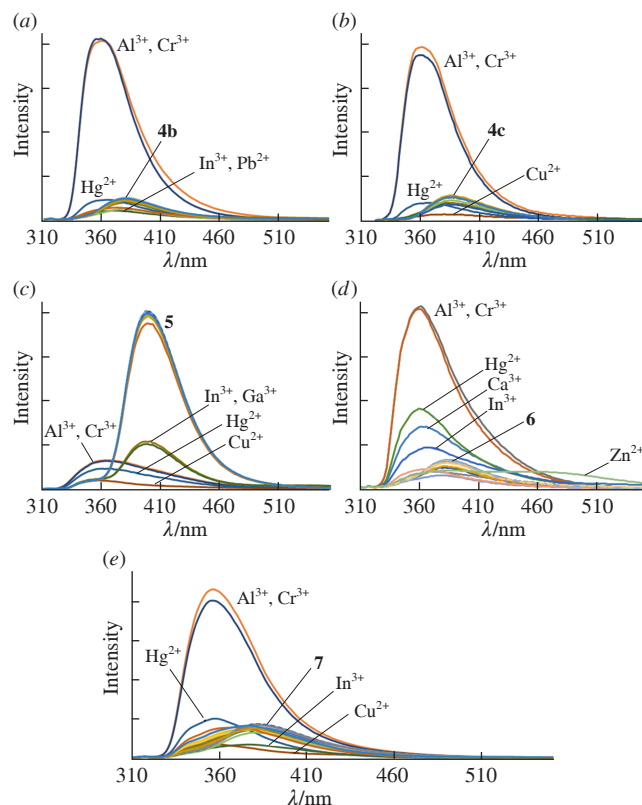 (a)
Intensity
Al³⁺, Cr³⁺
4b
In³⁺, Pb²⁺
Hg²⁺
310 360 410 460 510
λ/nm
(b)
Intensity
Al³⁺, Cr³⁺
4c
Cu²⁺
Hg²⁺
310 360 410 460 510
λ/nm
(c)
Intensity
5
In³⁺, Ga³⁺
Hg²⁺
Al³⁺, Cr³⁺
Cu²⁺
310 360 410 460 510
λ/nm
(d)
Intensity
Al³⁺, Cr³⁺
Hg²⁺
Ca³⁺
In³⁺
6
Zn²⁺
310 360 410 460 510
λ/nm
(e)
Intensity
Al³⁺, Cr³⁺
Hg²⁺
7
In³⁺
Cu²⁺
310 360 410 460 510
λ/nm